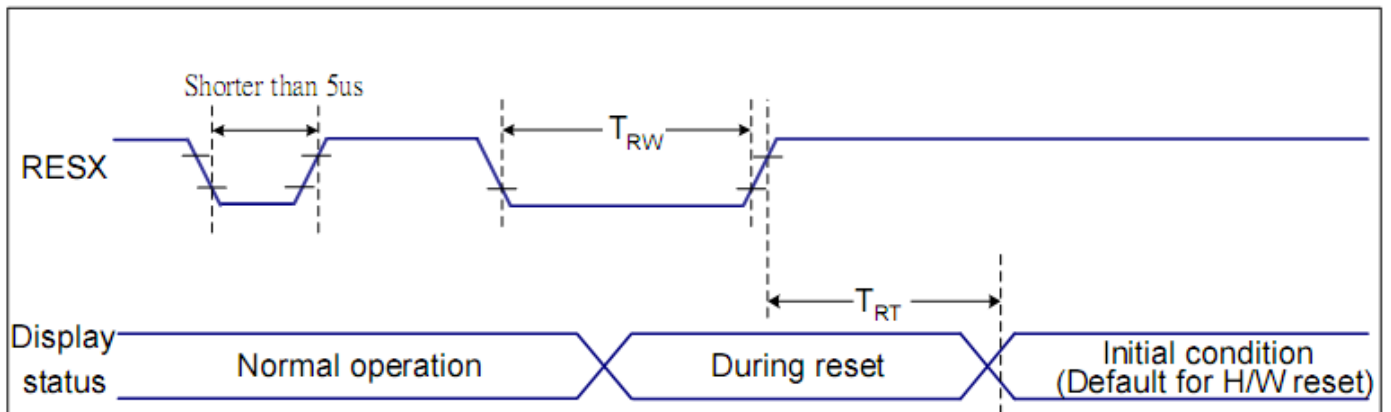 Shorter than 5us
RESX
TRW
TRT
Display
status
Normal operation
During reset
Initial condition
(Default for H/W reset)